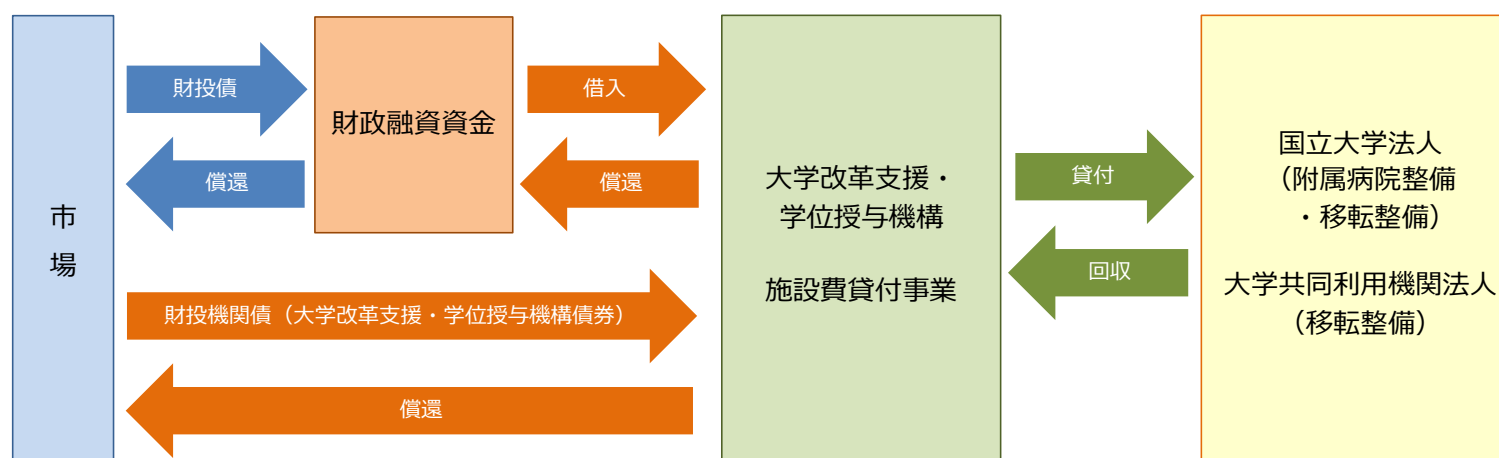 市
場
財投債
償還
財政融資資金
借入
償還
財投機関債（大学改革支援・学位授与機構債券）
償還
大学改革支援・
学位授与機構
施設費貸付事業
貸付
回収
国立大学法人
（附属病院整備
・移転整備）
大学共同利用機関法人
（移転整備）